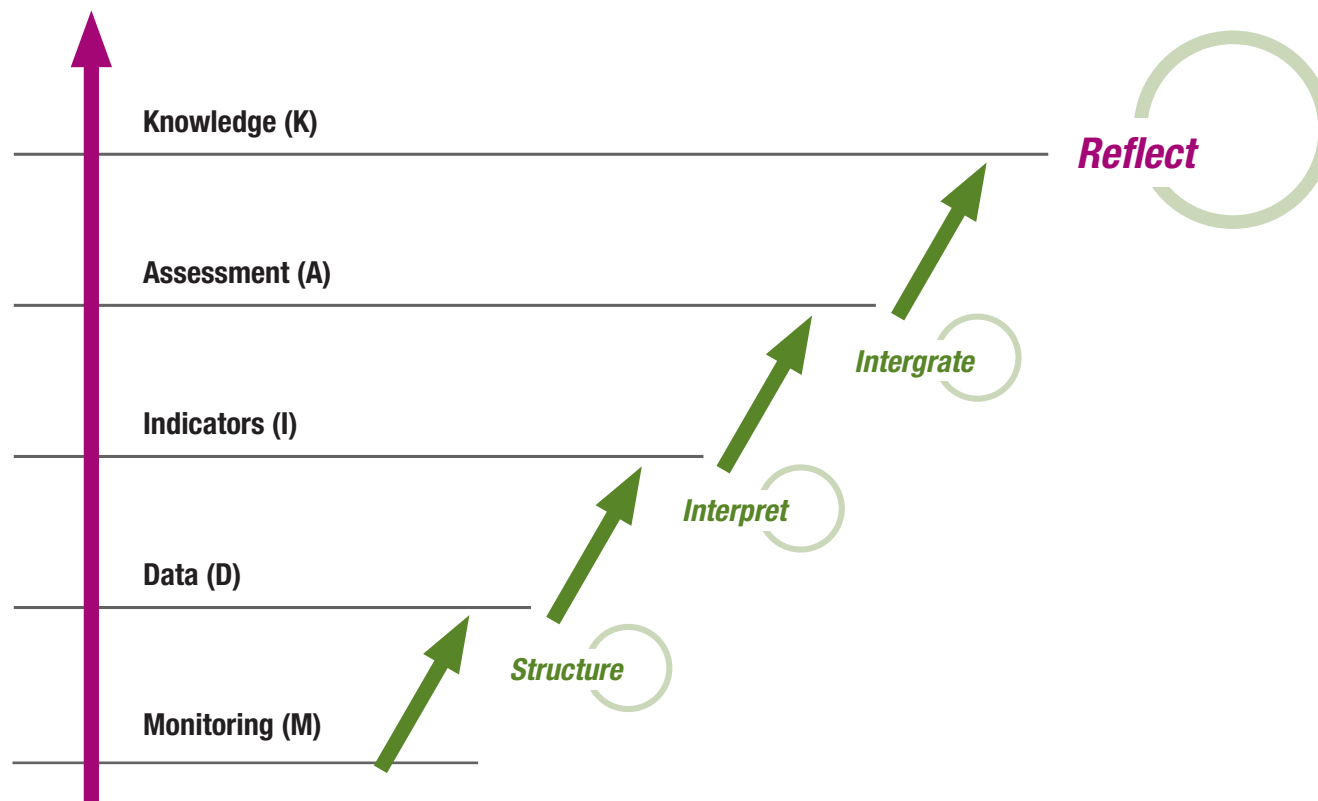 Knowledge (K)
Reflect
Assessment (A)
Intergrate
Indicators (I)
Interpret
Data (D)
Structure
Monitoring (M)